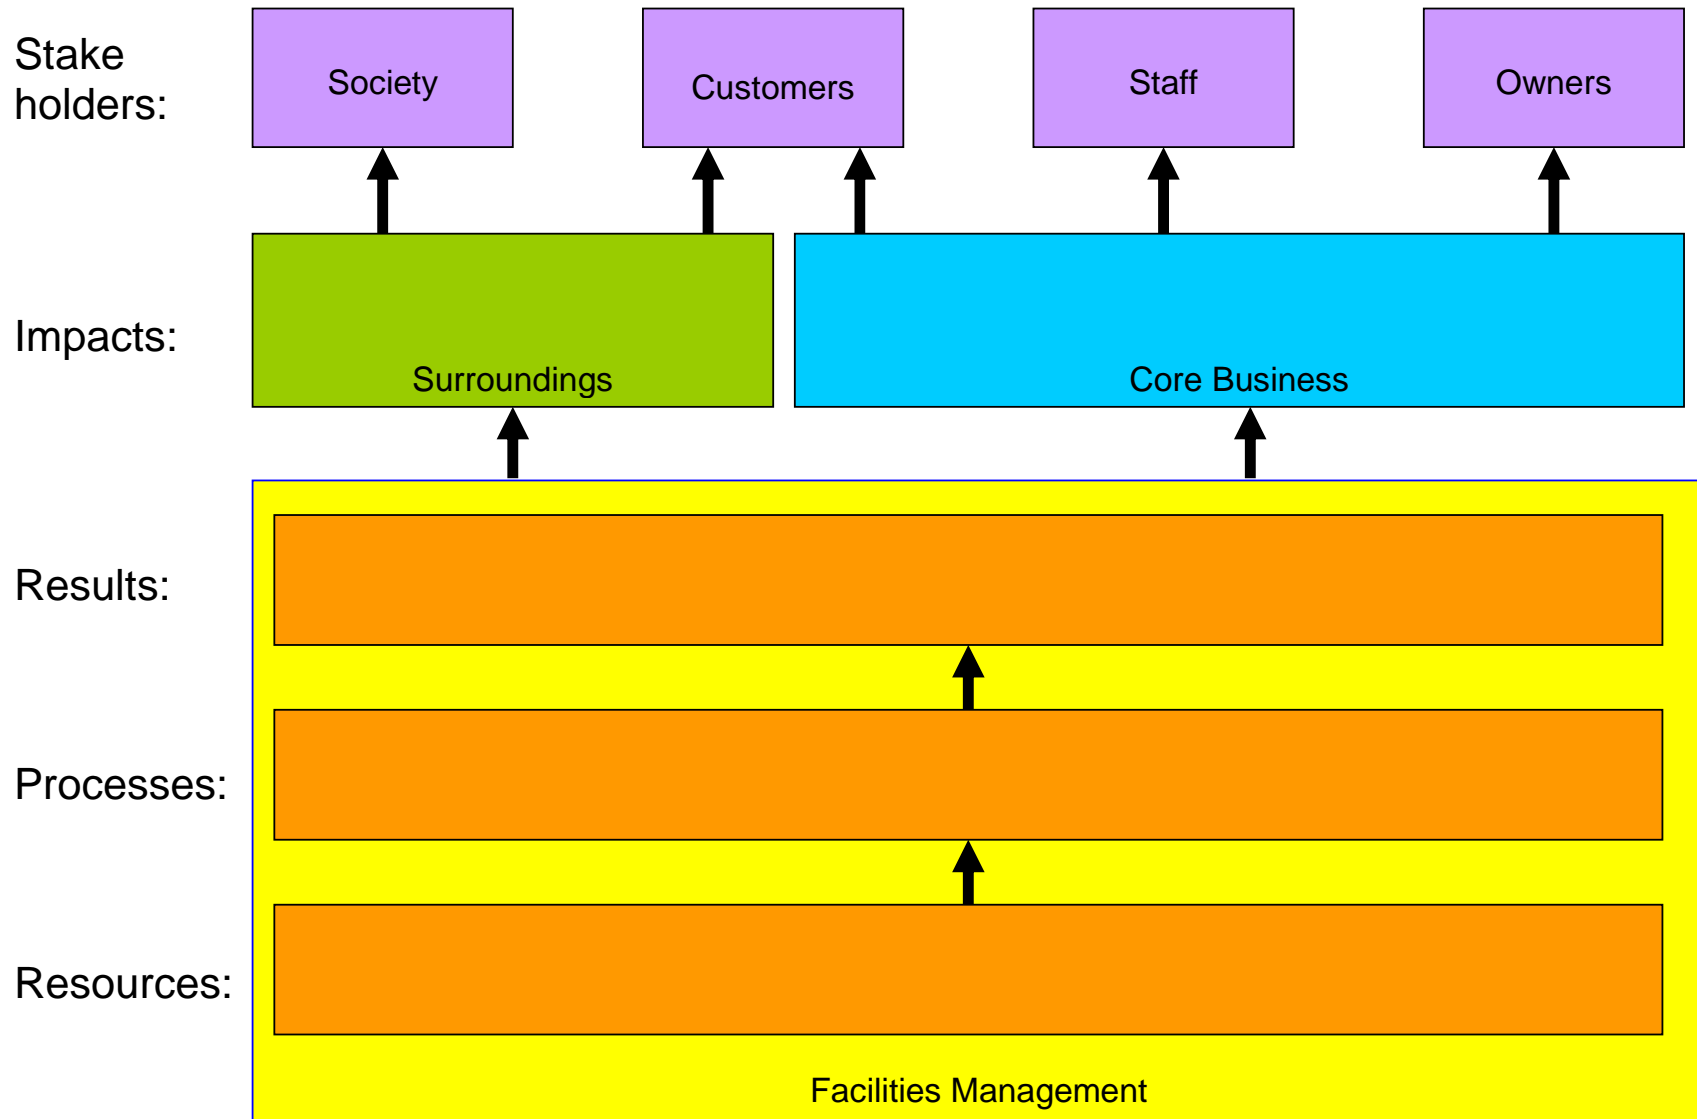 Stake
holders:
Society
Customers
Staff
Owners
Impacts:
Surroundings
Core Business
Results:
Processes:
Resources:
Facilities Management